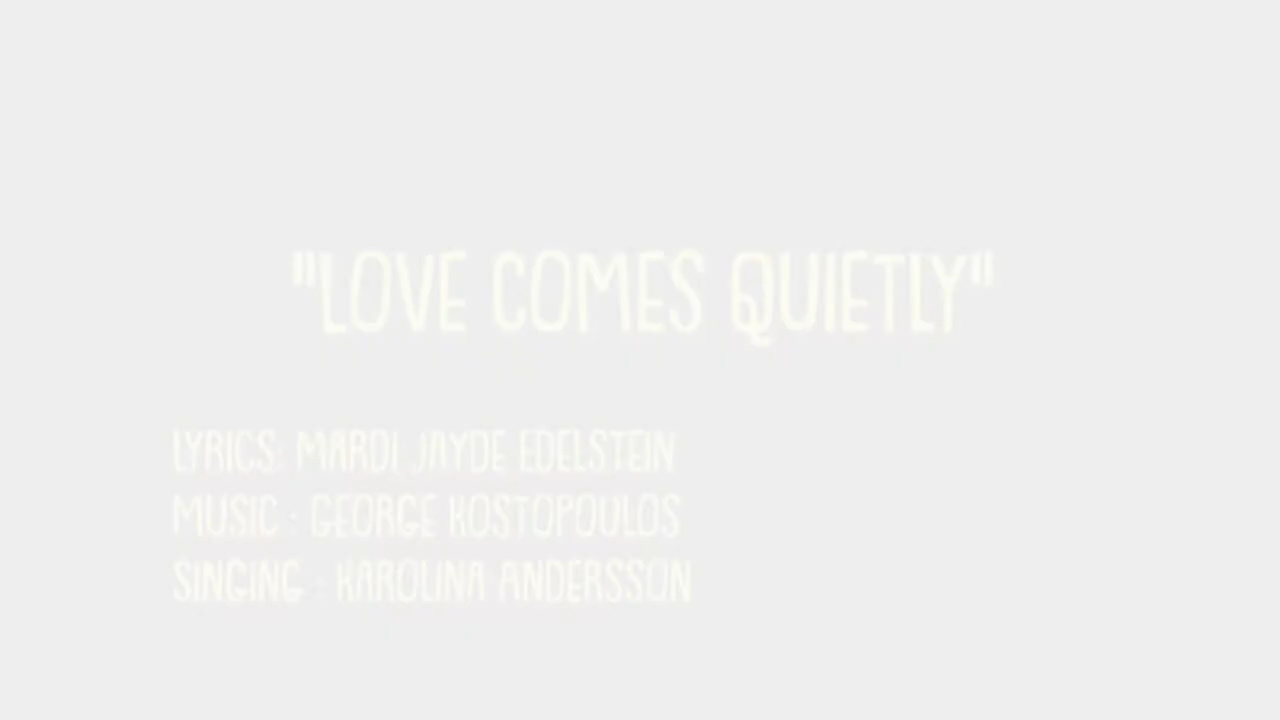 "LOVE COMES QUIETLY"
LYRICS: MARDI JAYDE EDELSTEIN
MUSIC : GEORGE KOSTOPOULOS
SINGING : KAROLINA ANDERSSON